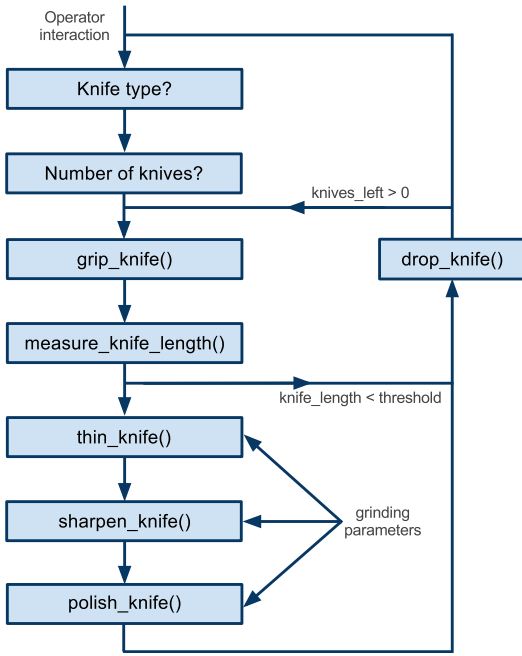 Operator
interaction
Knife type?
Number of knives?
knives_left > 0
grip_knife()
drop_knife()
measure_knife_length()
knife_length < threshold
thin_knife()
sharpen_knife()
grinding
parameters
polish_knife()